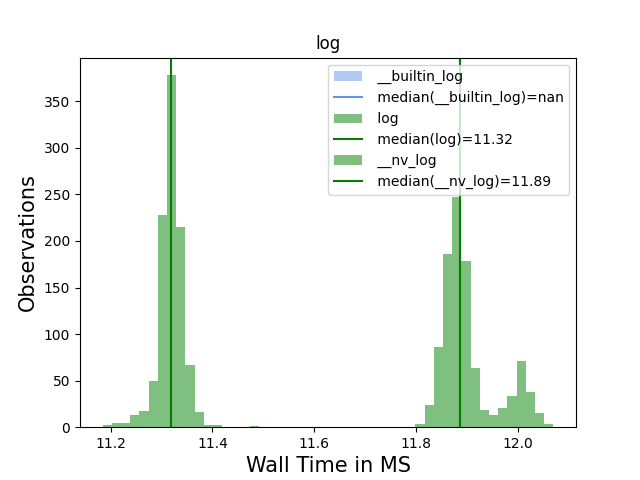 log
__builtin_log
median(__builtin_log)=nan
log
median(log)=11.32
__nv_log
median(__nv_log)=11.89
350
300
250
200
150
100
50
0
Observations
11.2 11.4 11.6 11.8 12.0
Wall Time in MS